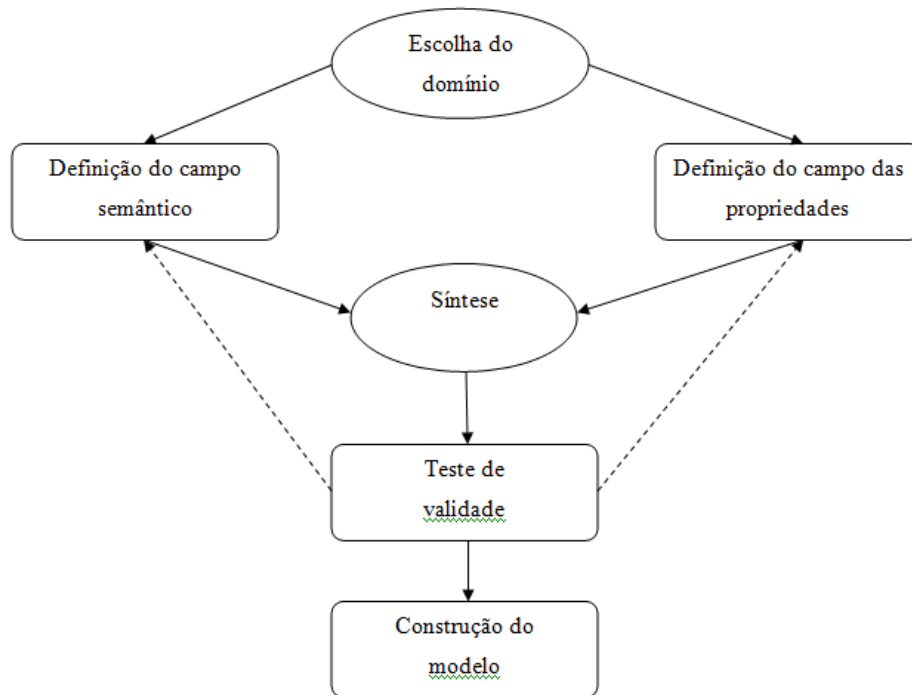 Escolha do
domínio
Definição do campo
semântico
Definição do campo das
propriedades
Síntese
Teste de
validade
Construção do
modelo